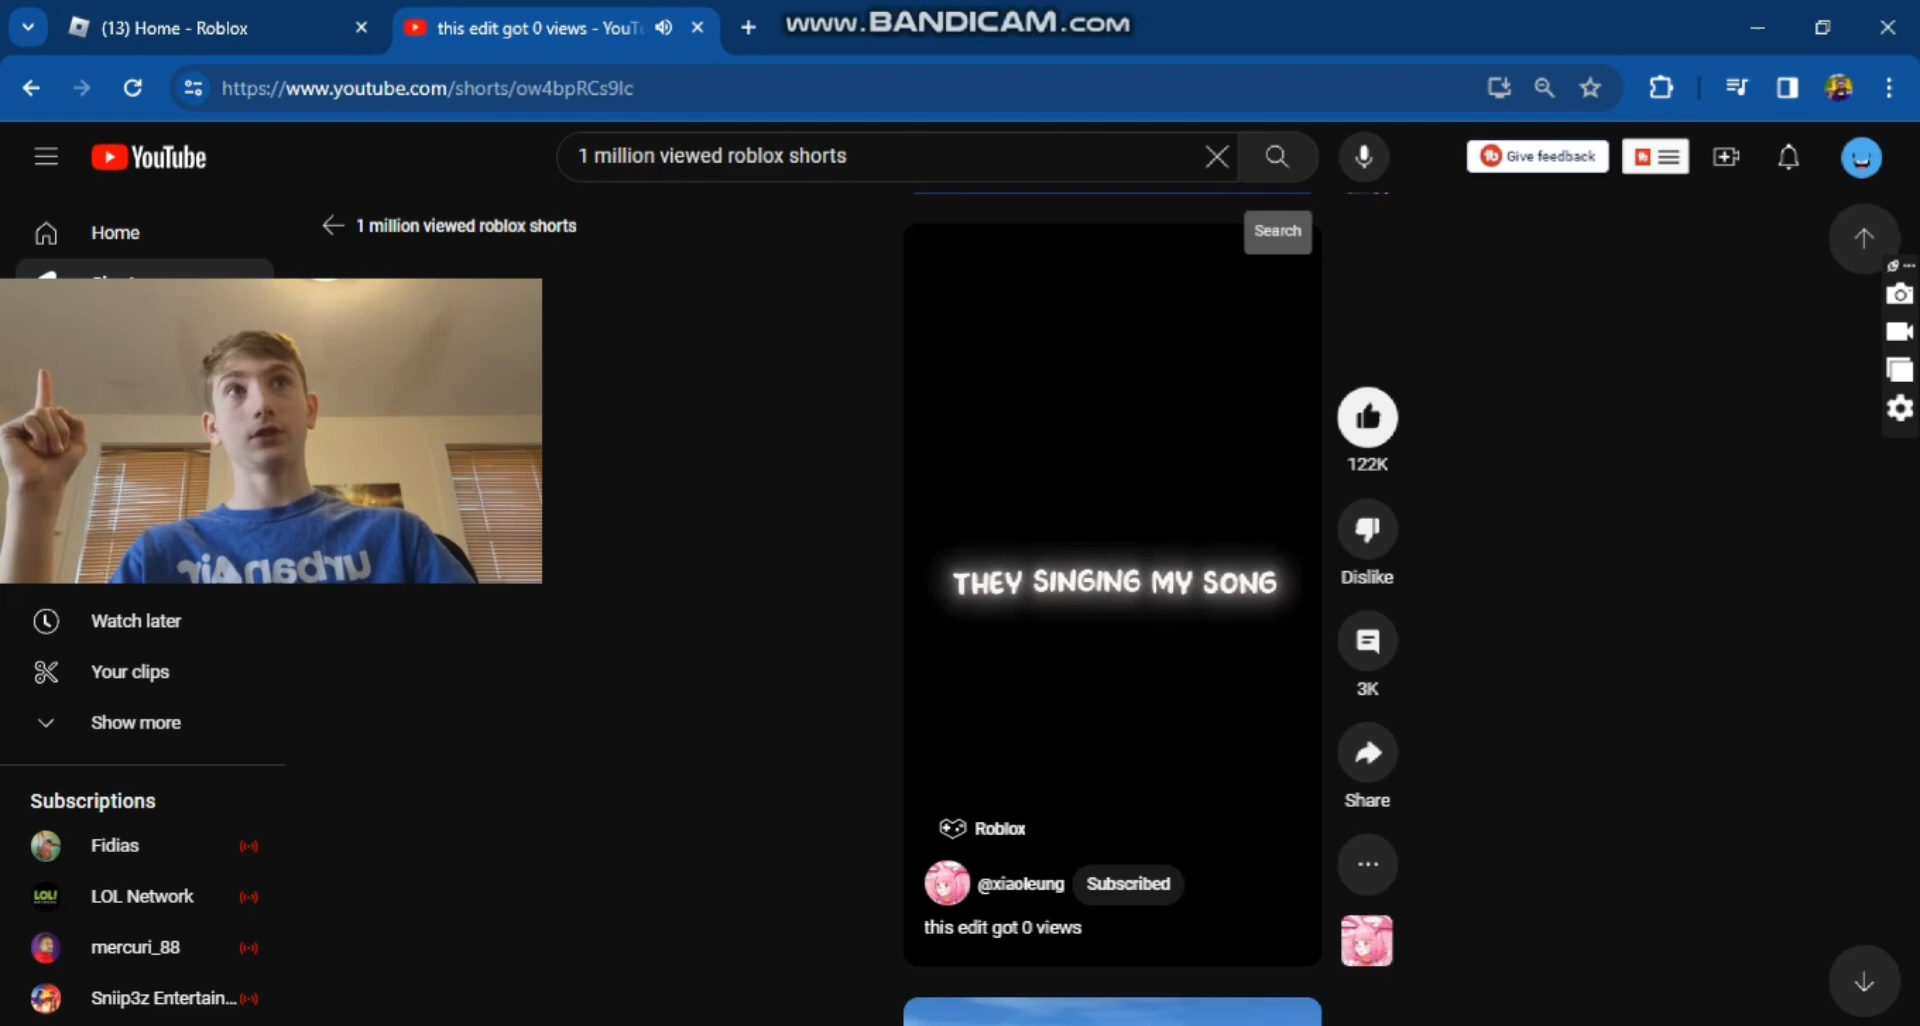 www.BANDICAM.com
(13) Home - Roblox
this edit got 0 views - YouTu
https://www.youtube.com/shorts/ow4bpRCs9lc
YouTube
1 million viewed roblox shorts
Give feedback
Home
1 million viewed roblox shorts
Search
urbanAir
122K
THEY SINGING MY SONG
Dislike
Watch later
Your clips
3K
Show more
Share
Subscriptions
Roblox
Fidias
@xiaoleung
Subscribed
LOL Network
this edit got 0 views
mercuri_88
Sniip3z Entertain...